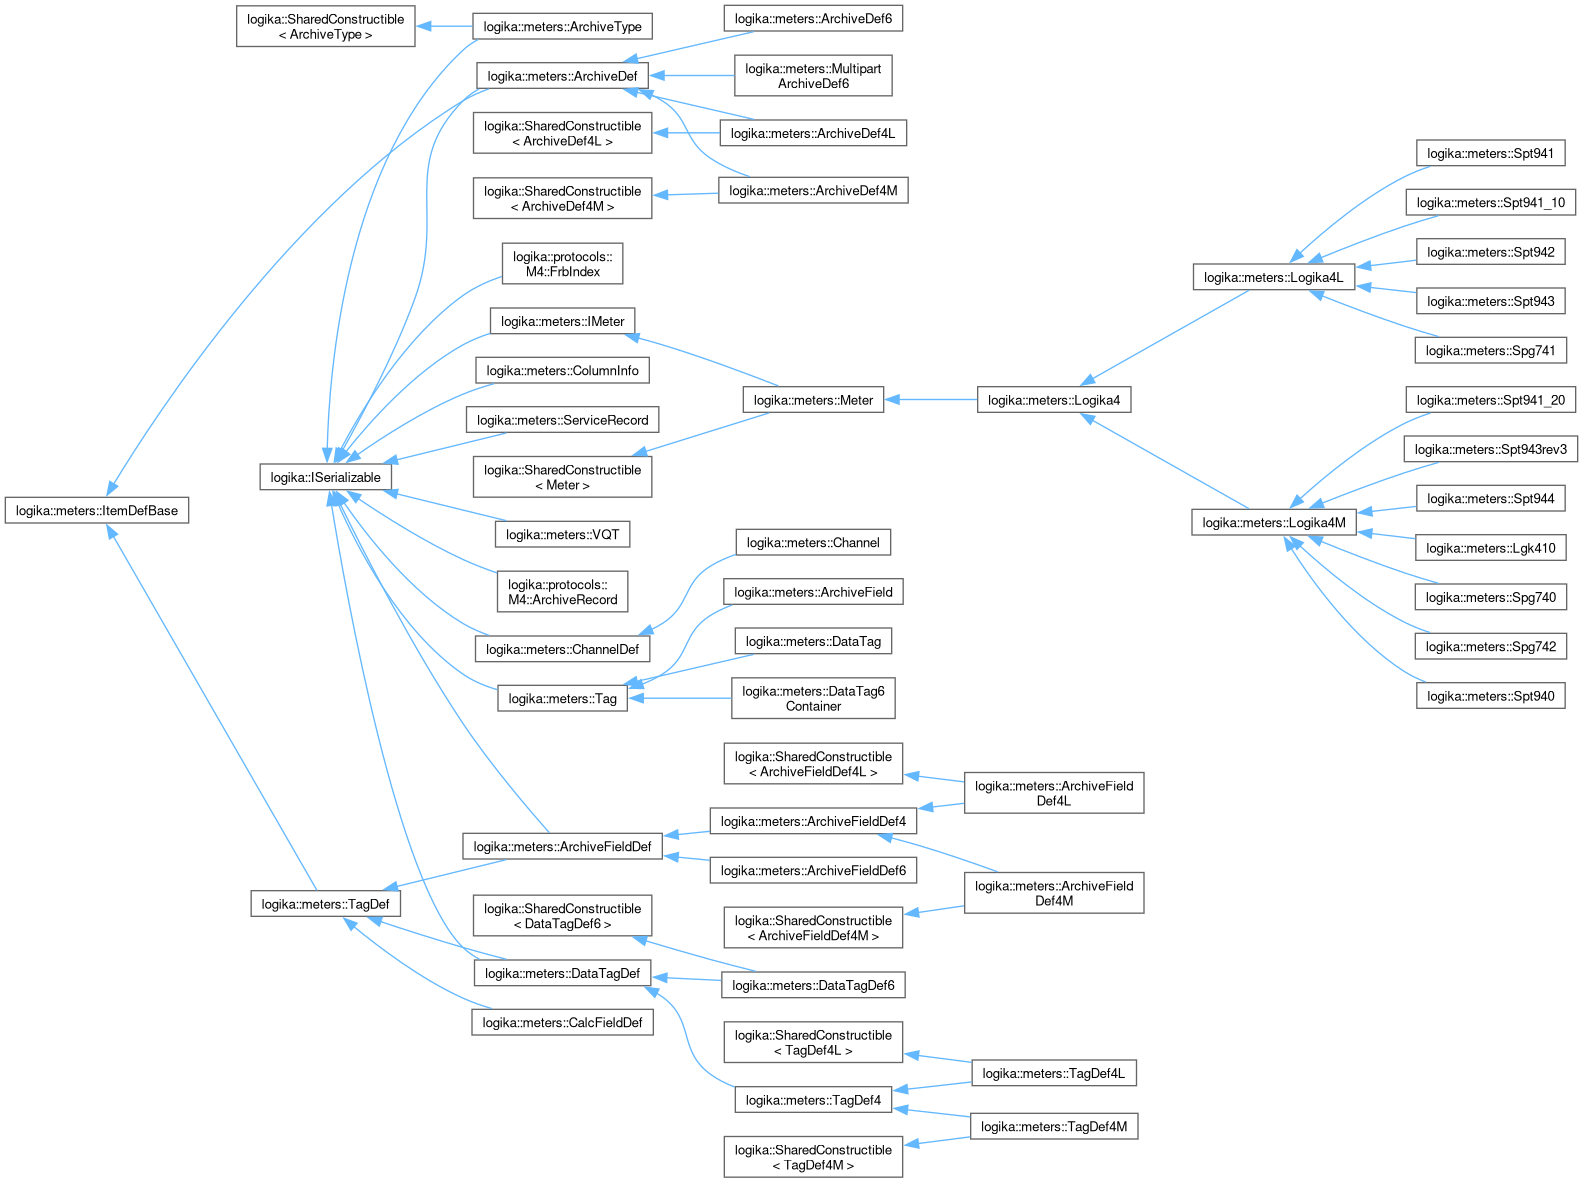 logika::SharedConstructible
< ArchiveType >
logika::meters::ItemDefBase
logika::ISerializable
logika::meters::TagDef
logika::meters::ArchiveType
logika::meters::ArchiveDef
logika::SharedConstructible
< ArchiveDef4L >
logika::SharedConstructible
< ArchiveDef4M >
logika::protocols::
M4::FrbIndex
logika::meters::IMeter
logika::meters::ColumnInfo
logika::meters::ServiceRecord
logika::SharedConstructible
< Meter >
logika::meters::VQT
logika::protocols::
M4::ArchiveRecord
logika::meters::ChannelDef
logika::meters::Tag
logika::meters::ArchiveFieldDef
logika::SharedConstructible
< DataTagDef6 >
logika::meters::DataTagDef
logika::meters::CalcFieldDef
logika::meters::ArchiveDef6
logika::meters::Multipart
ArchiveDef6
logika::meters::ArchiveDef4L
logika::meters::ArchiveDef4M
logika::meters::Meter
logika::meters::Channel
logika::meters::ArchiveField
logika::meters::DataTag
logika::meters::DataTag6
Container
logika::SharedConstructible
< ArchiveFieldDef4L >
logika::meters::ArchiveFieldDef4
logika::meters::ArchiveFieldDef6
logika::SharedConstructible
< ArchiveFieldDef4M >
logika::meters::DataTagDef6
logika::SharedConstructible
< TagDef4L >
logika::meters::TagDef4
logika::SharedConstructible
< TagDef4M >
logika::meters::Logika4
logika::meters::ArchiveField
Def4L
logika::meters::ArchiveField
Def4M
logika::meters::TagDef4L
logika::meters::TagDef4M
logika::meters::Logika4L
logika::meters::Logika4M
logika::meters::Spt941
logika::meters::Spt941_10
logika::meters::Spt942
logika::meters::Spt943
logika::meters::Spg741
logika::meters::Spt941_20
logika::meters::Spt943rev3
logika::meters::Spt944
logika::meters::Lgk410
logika::meters::Spg740
logika::meters::Spg742
logika::meters::Spt940